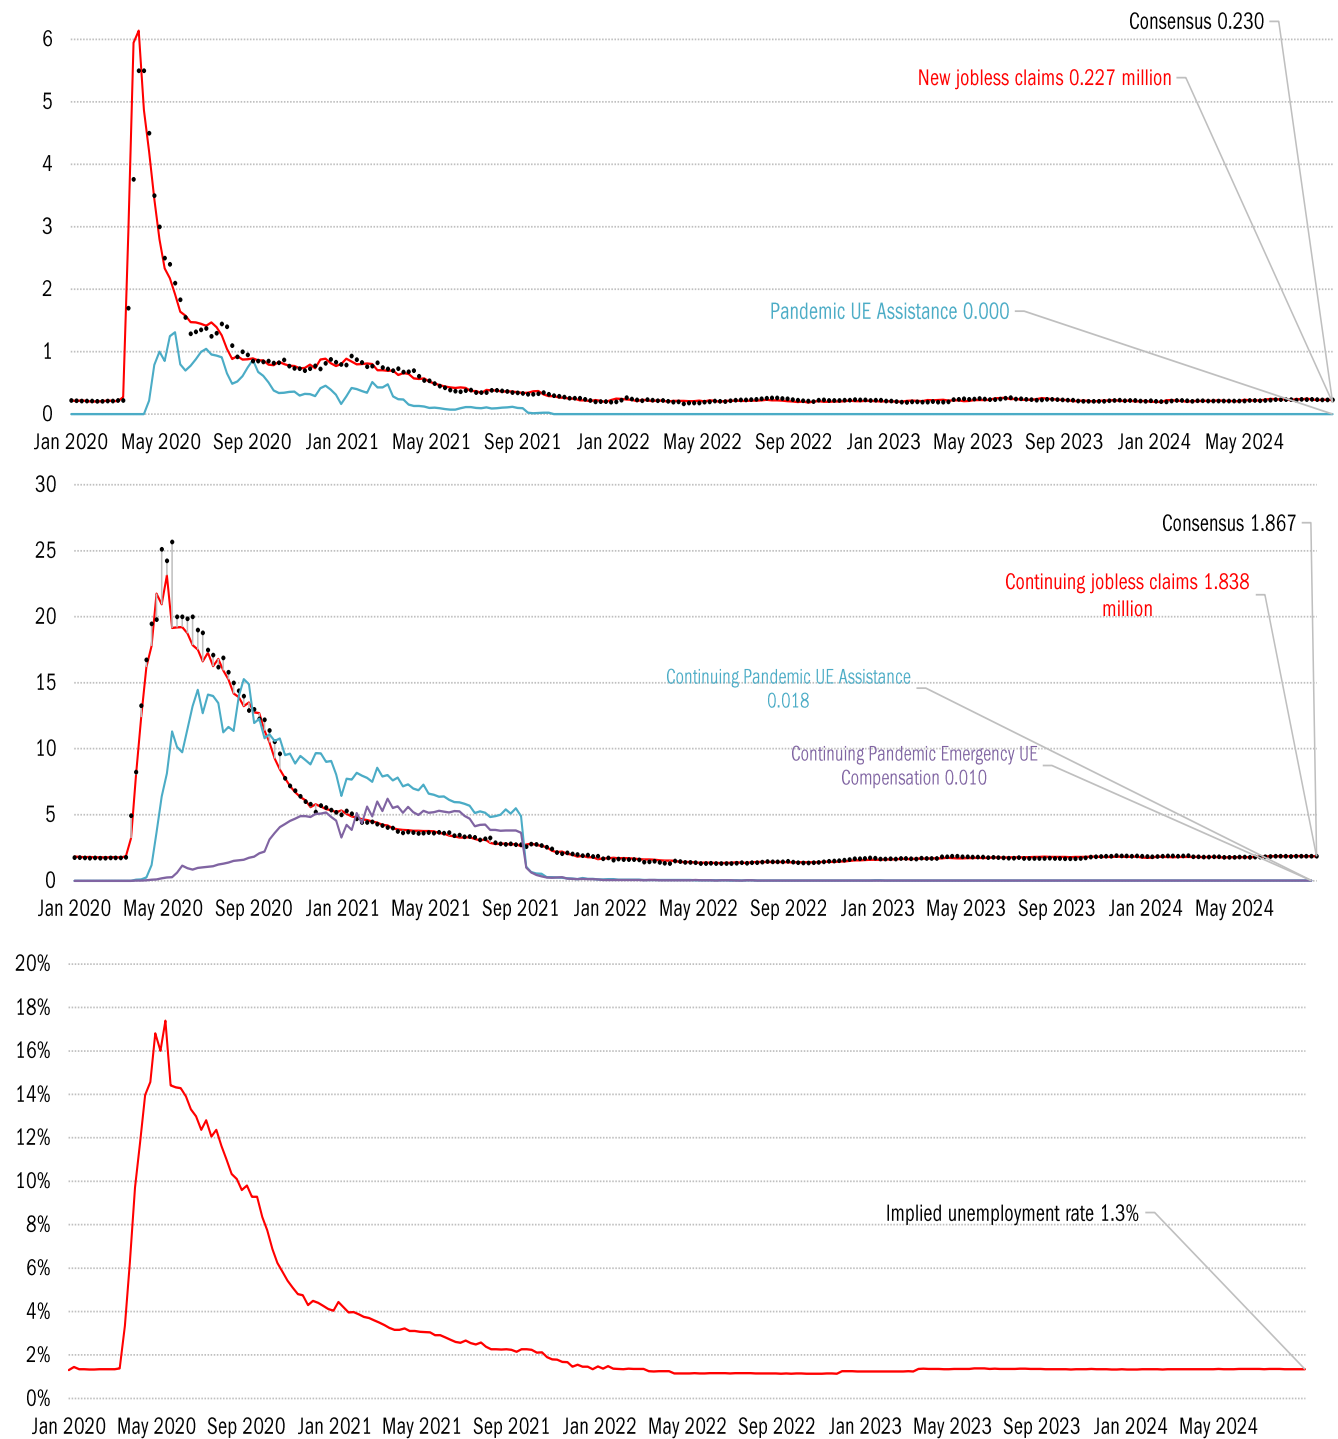 Consensus 0.230
6
New jobless claims 0.227 million
5
4
3
2
Pandemic UE Assistance 0.000
1
0
Jan 2020 May 2020 Sep 2020 Jan 2021 May 2021 Sep 2021 Jan 2022 May 2022 Sep 2022 Jan 2023 May 2023 Sep 2023 Jan 2024 May 2024
30
Consensus 1.867
25
Continuing jobless claims 1.838
million
20
Continuing Pandemic UE Assistance
0.018
15
Continuing Pandemic Emergency UE
Compensation 0.010
10
5
0
Jan 2020 May 2020 Sep 2020 Jan 2021 May 2021 Sep 2021 Jan 2022 May 2022 Sep 2022 Jan 2023 May 2023 Sep 2023 Jan 2024 May 2024
20%
18%
16%
14%
12%
10%
Implied unemployment rate 1.3%
8%
6%
4%
2%
0%
Jan 2020 May 2020 Sep 2020 Jan 2021 May 2021 Sep 2021 Jan 2022 May 2022 Sep 2022 Jan 2023 May 2023 Sep 2023 Jan 2024 May 2024